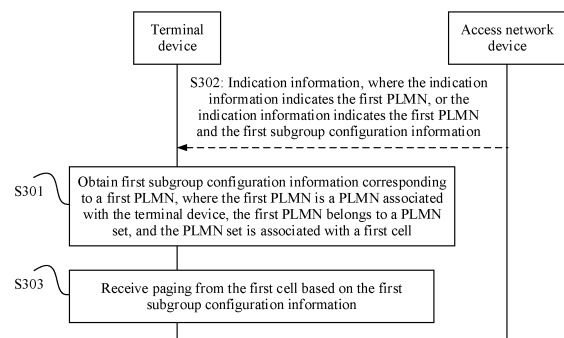 Terminal
device
Access network
device
S302: Indication information, where the indication
information indicates the first PLMN, or the
indication information indicates the first PLMN
and the first subgroup configuration information
S301
Obtain first subgroup configuration information corresponding
to a first PLMN, where the first PLMN is a PLMN associated
with the terminal device, the first PLMN belongs to a PLMN
set, and the PLMN set is associated with a first cell
S303
Receive paging from the first cell based on the first
subgroup configuration information